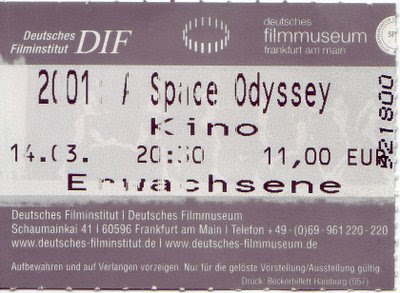 Deutsches
Filminstitut DIF
deutsches
filmmuseum
frankfurt am main
2001: A Space Odyssey
Kino
14.03. 20:30 11,00 EUR
Erwachsene
321800
Deutsches Filminstitut | Deutsches Filmmuseum
Schaumainkai 41 | 60596 Frankfurt am Main | Telefon +49 - (0)69 - 961 220 - 220
www.deutsches-filminstitut.de | www.deutsches-filmmuseum.de
Aufbewahren und auf Verlangen vorzeigen. Nur für die gelöste Vorstellung/Ausstellung gültig.
Druck: Beckerbillett Hamburg (057)